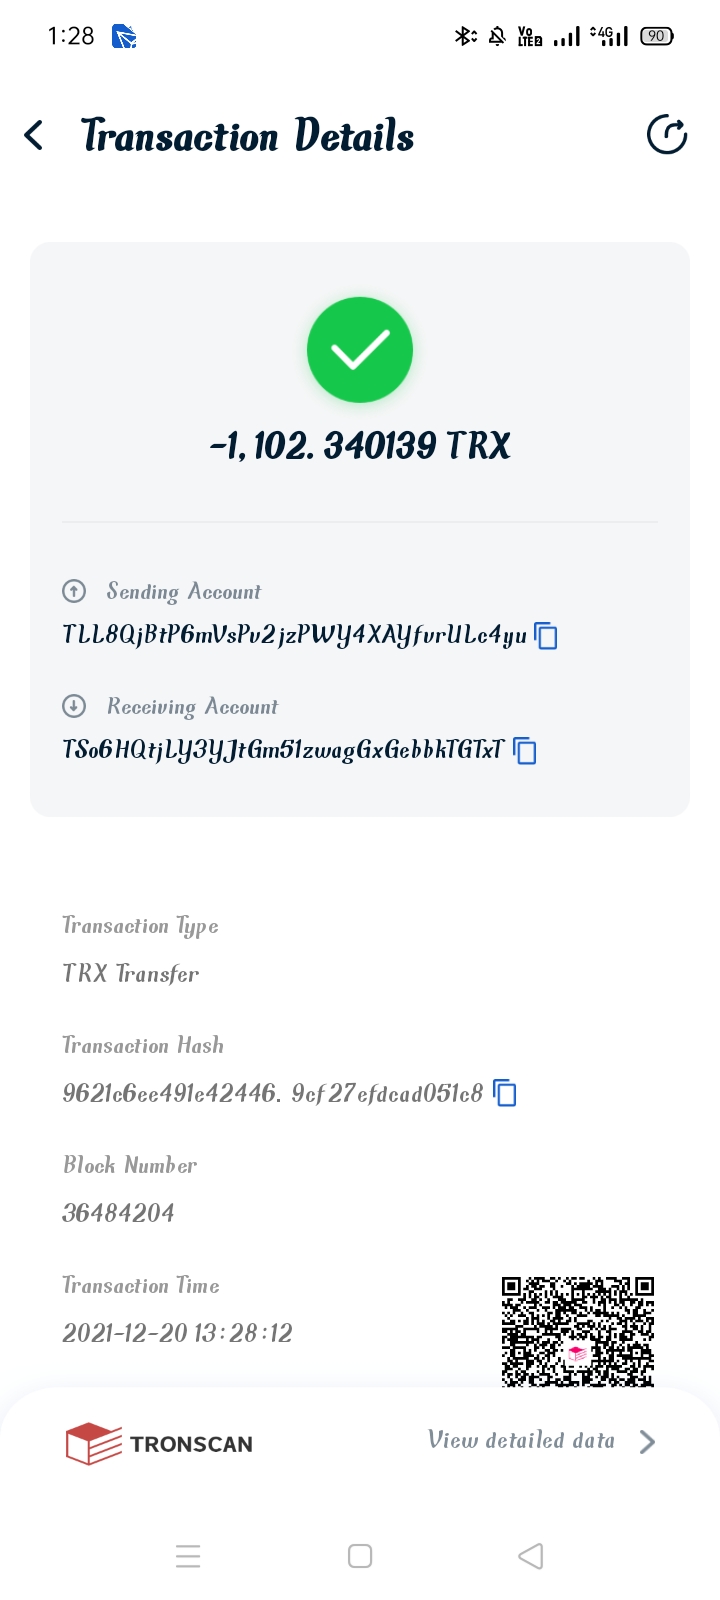 1:28
Vo LTE2 4G 90
Transaction Details
-1,102. 340139 TRX
Sending Account
TLL8QjBtP6mVsPv2jzPWY4XAYfvrULc4yu
Receiving Account
TSo6HQtjLY3YJtGm51zwagGxGebbkTGTxT
Transaction Type
TRX Transfer
Transaction Hash
9621c6ee491e42446. 9cf27efdcad051c8
Block Number
36484204
Transaction Time
2021-12-20 13:28:12
TRONSCAN
View detailed data